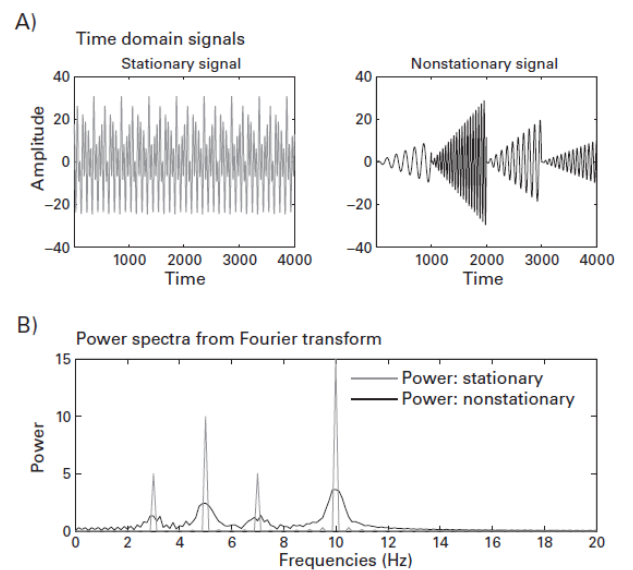 A)
Time domain signals
Stationary signal
Nonstationary signal
40
20
0
−20
−40
Amplitude
1000 2000 3000 4000
Time
40
20
0
−20
−40
1000 2000 3000 4000
Time
B)
Power spectra from Fourier transform
15
10
5
0
Power
Power: stationary
Power: nonstationary
0 2 4 6 8 10 12 14 16 18 20
Frequencies (Hz)